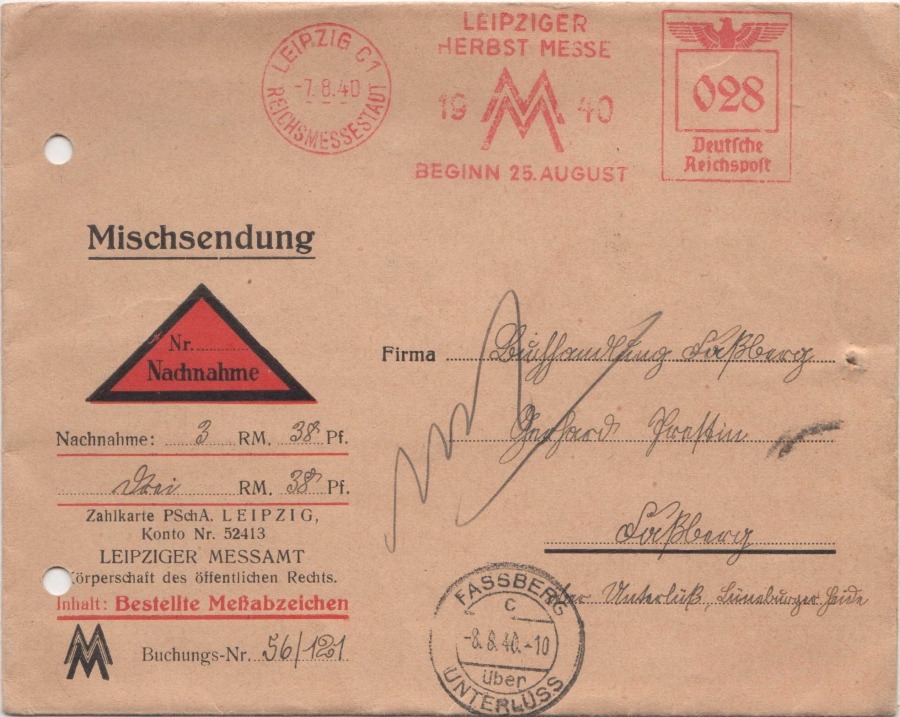 LEIPZIG C1
-7.8.40
REICHSMESSESTADT
LEIPZIGER
HERBST MESSE
19 MM 40
BEGINN 25. AUGUST
028
Deutsche
Reichspost
Mischsendung
Nr.
Nachnahme
Nachnahme: 3 RM. 38 Pf.
Drei RM. 38 Pf.
Zahlkarte PSchA. LEIPZIG,
Konto Nr. 52413
LEIPZIGER MESSAMT
Körperschaft des öffentlichen Rechts.
Inhalt: Bestellte Meßabzeichen
MM
Buchungs-Nr. 56/121
Firma Buchhandlung Faßberg
Gerhard Prestin
Faßberg
über Unterlüß, Lüneburger Heide
FASSBERG
c
-8.8.40.-10
über
UNTERLÜSS